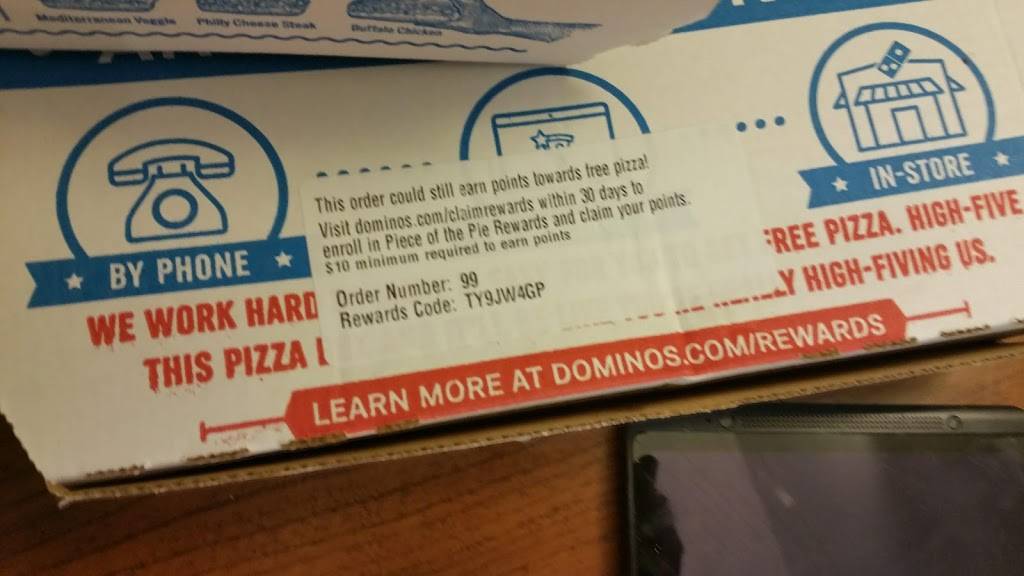 Mediterranean Veggie
Philly Cheese Steak
Buffalo Chicken
BY PHONE
IN-STORE
This order could still earn points towards free pizza!
Visit dominos.com/claimrewards within 30 days to
enroll in Piece of the Pie Rewards and claim your points.
$10 minimum required to earn points
Order Number: 99
Rewards Code: TY9JW4GP
WE WORK HARD
FREE PIZZA. HIGH-FIVE
THIS PIZZA
HIGH-FIVING US.
LEARN MORE AT DOMINOS.COM/REWARDS